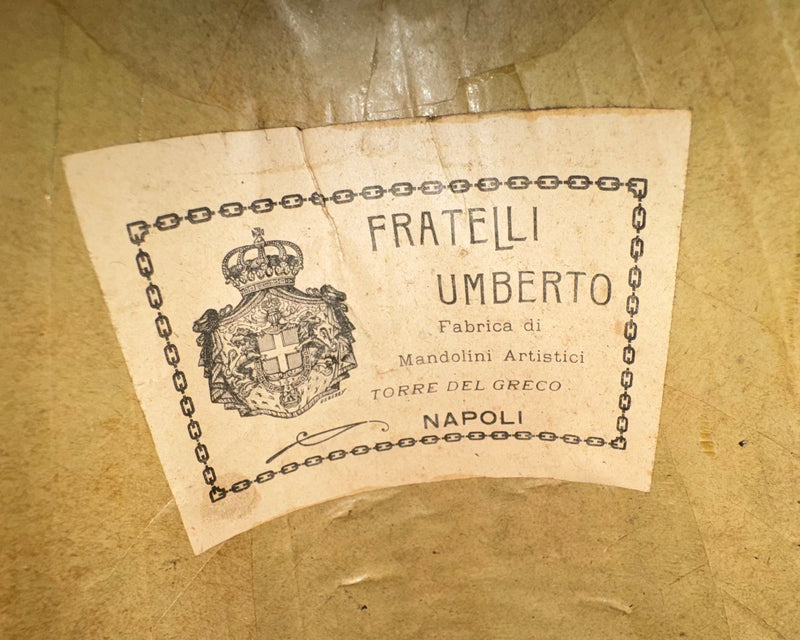 FRATELLI
UMBERTO
Fabrica di
Mandolini Artistici
TORRE DEL GRECO
NAPOLI